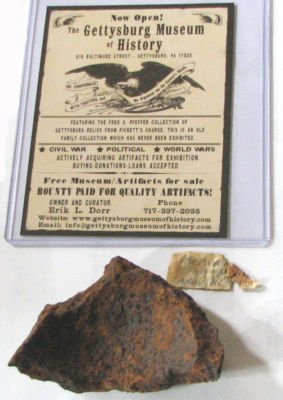 Now Open!
The Gettysburg Museum
of History
219 BALTIMORE STREET - GETTYSBURG, PA 17325
NO COMPROMISE
WITH TRAITORS,
FEATURING THE FRED S. PFEFFER COLLECTION OF
GETTYSBURG RELICS FROM PICKETT'S CHARGE. THIS IS AN OLD
FAMILY COLLECTION WHICH HAS NEVER BEEN EXHIBITED.
★ CIVIL WAR ★ POLITICAL ★ WORLD WARS
ACTIVELY ACQUIRING ARTIFACTS FOR EXHIBITION
BUYING-DONATIONS-LOANS ACCEPTED
Free Museum/Artifacts for sale
BOUNTY PAID FOR QUALITY ARTIFACTS!
OWNER AND CURATOR Phone
Erik L. Dorr 717-337-2035
Website: www.gettysburgmuseumofhistory.com
Email: info@gettysburgmuseumofhistory.com